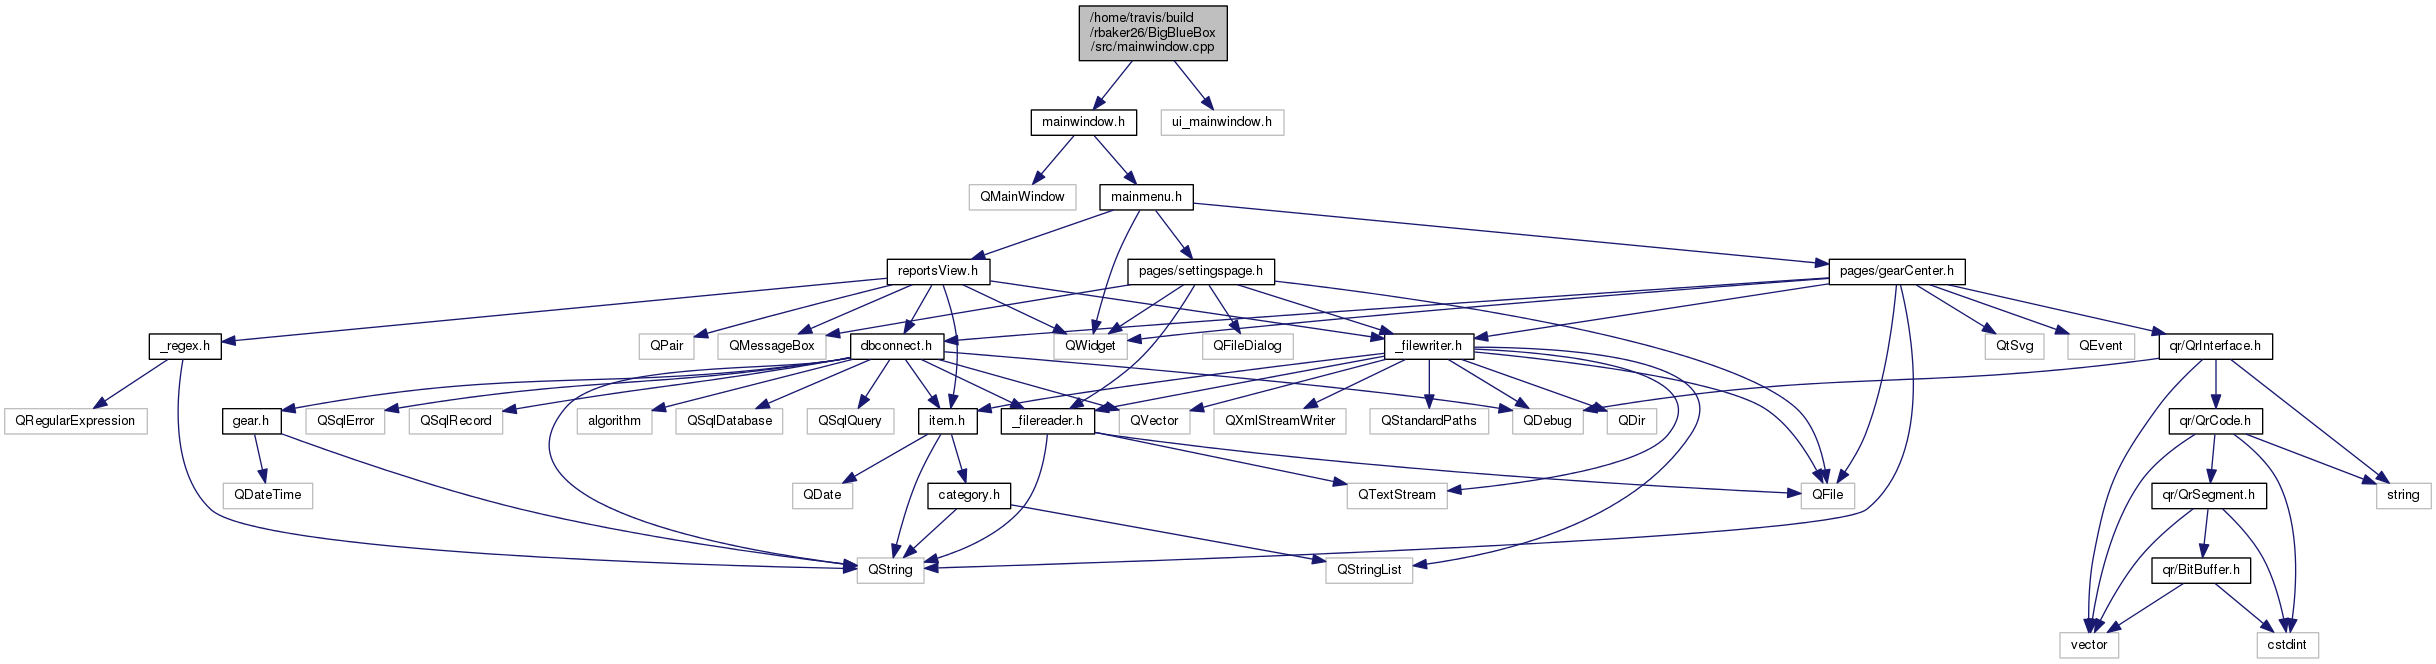 /home/travis/build
/rbaker26/BigBlueBox
/src/mainwindow.cpp
mainwindow.h
ui_mainwindow.h
QMainWindow
mainmenu.h
reportsView.h
pages/settingspage.h
pages/gearCenter.h
_regex.h
QPair
QMessageBox
dbconnect.h
QWidget
QFileDialog
_filewriter.h
QtSvg
QEvent
qr/QrInterface.h
QRegularExpression
gear.h
QSqlError
QSqlRecord
algorithm
QSqlDatabase
QSqlQuery
item.h
_filereader.h
QVector
QXmlStreamWriter
QStandardPaths
QDebug
QDir
qr/QrCode.h
QDateTime
QDate
category.h
QTextStream
QFile
qr/QrSegment.h
string
QString
QStringList
qr/BitBuffer.h
vector
cstdint